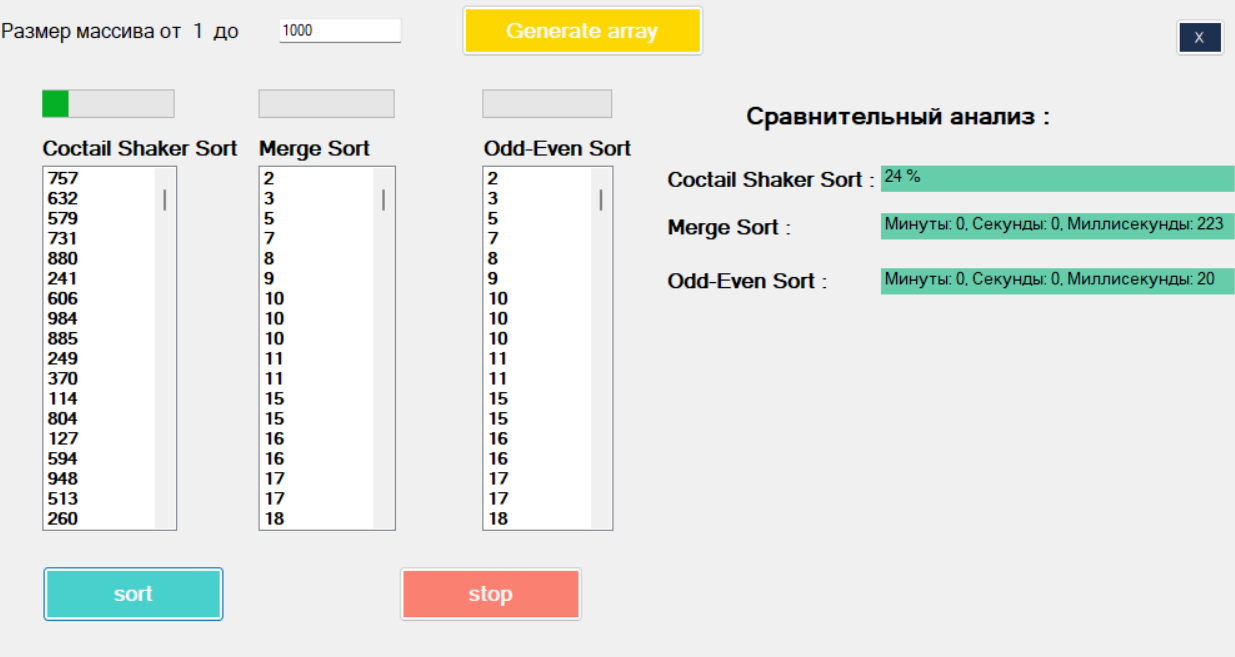 Размер массива от 1 до 1000 Generate array
X
Сравнительный анализ :
Coctail Shaker Sort Merge Sort Odd-Even Sort
757 2 2
632 3 3
579 5 5
731 7 7
880 8 8
241 9 9
606 10 10
984 10 10
885 10 10
249 11 11
370 11 11
114 15 15
804 15 15
127 16 16
594 16 16
948 17 17
513 17 17
260 18 18
Coctail Shaker Sort : 24 %
Merge Sort : Минуты: 0, Секунды: 0, Миллисекунды: 223
Odd-Even Sort : Минуты: 0, Секунды: 0, Миллисекунды: 20
sort stop